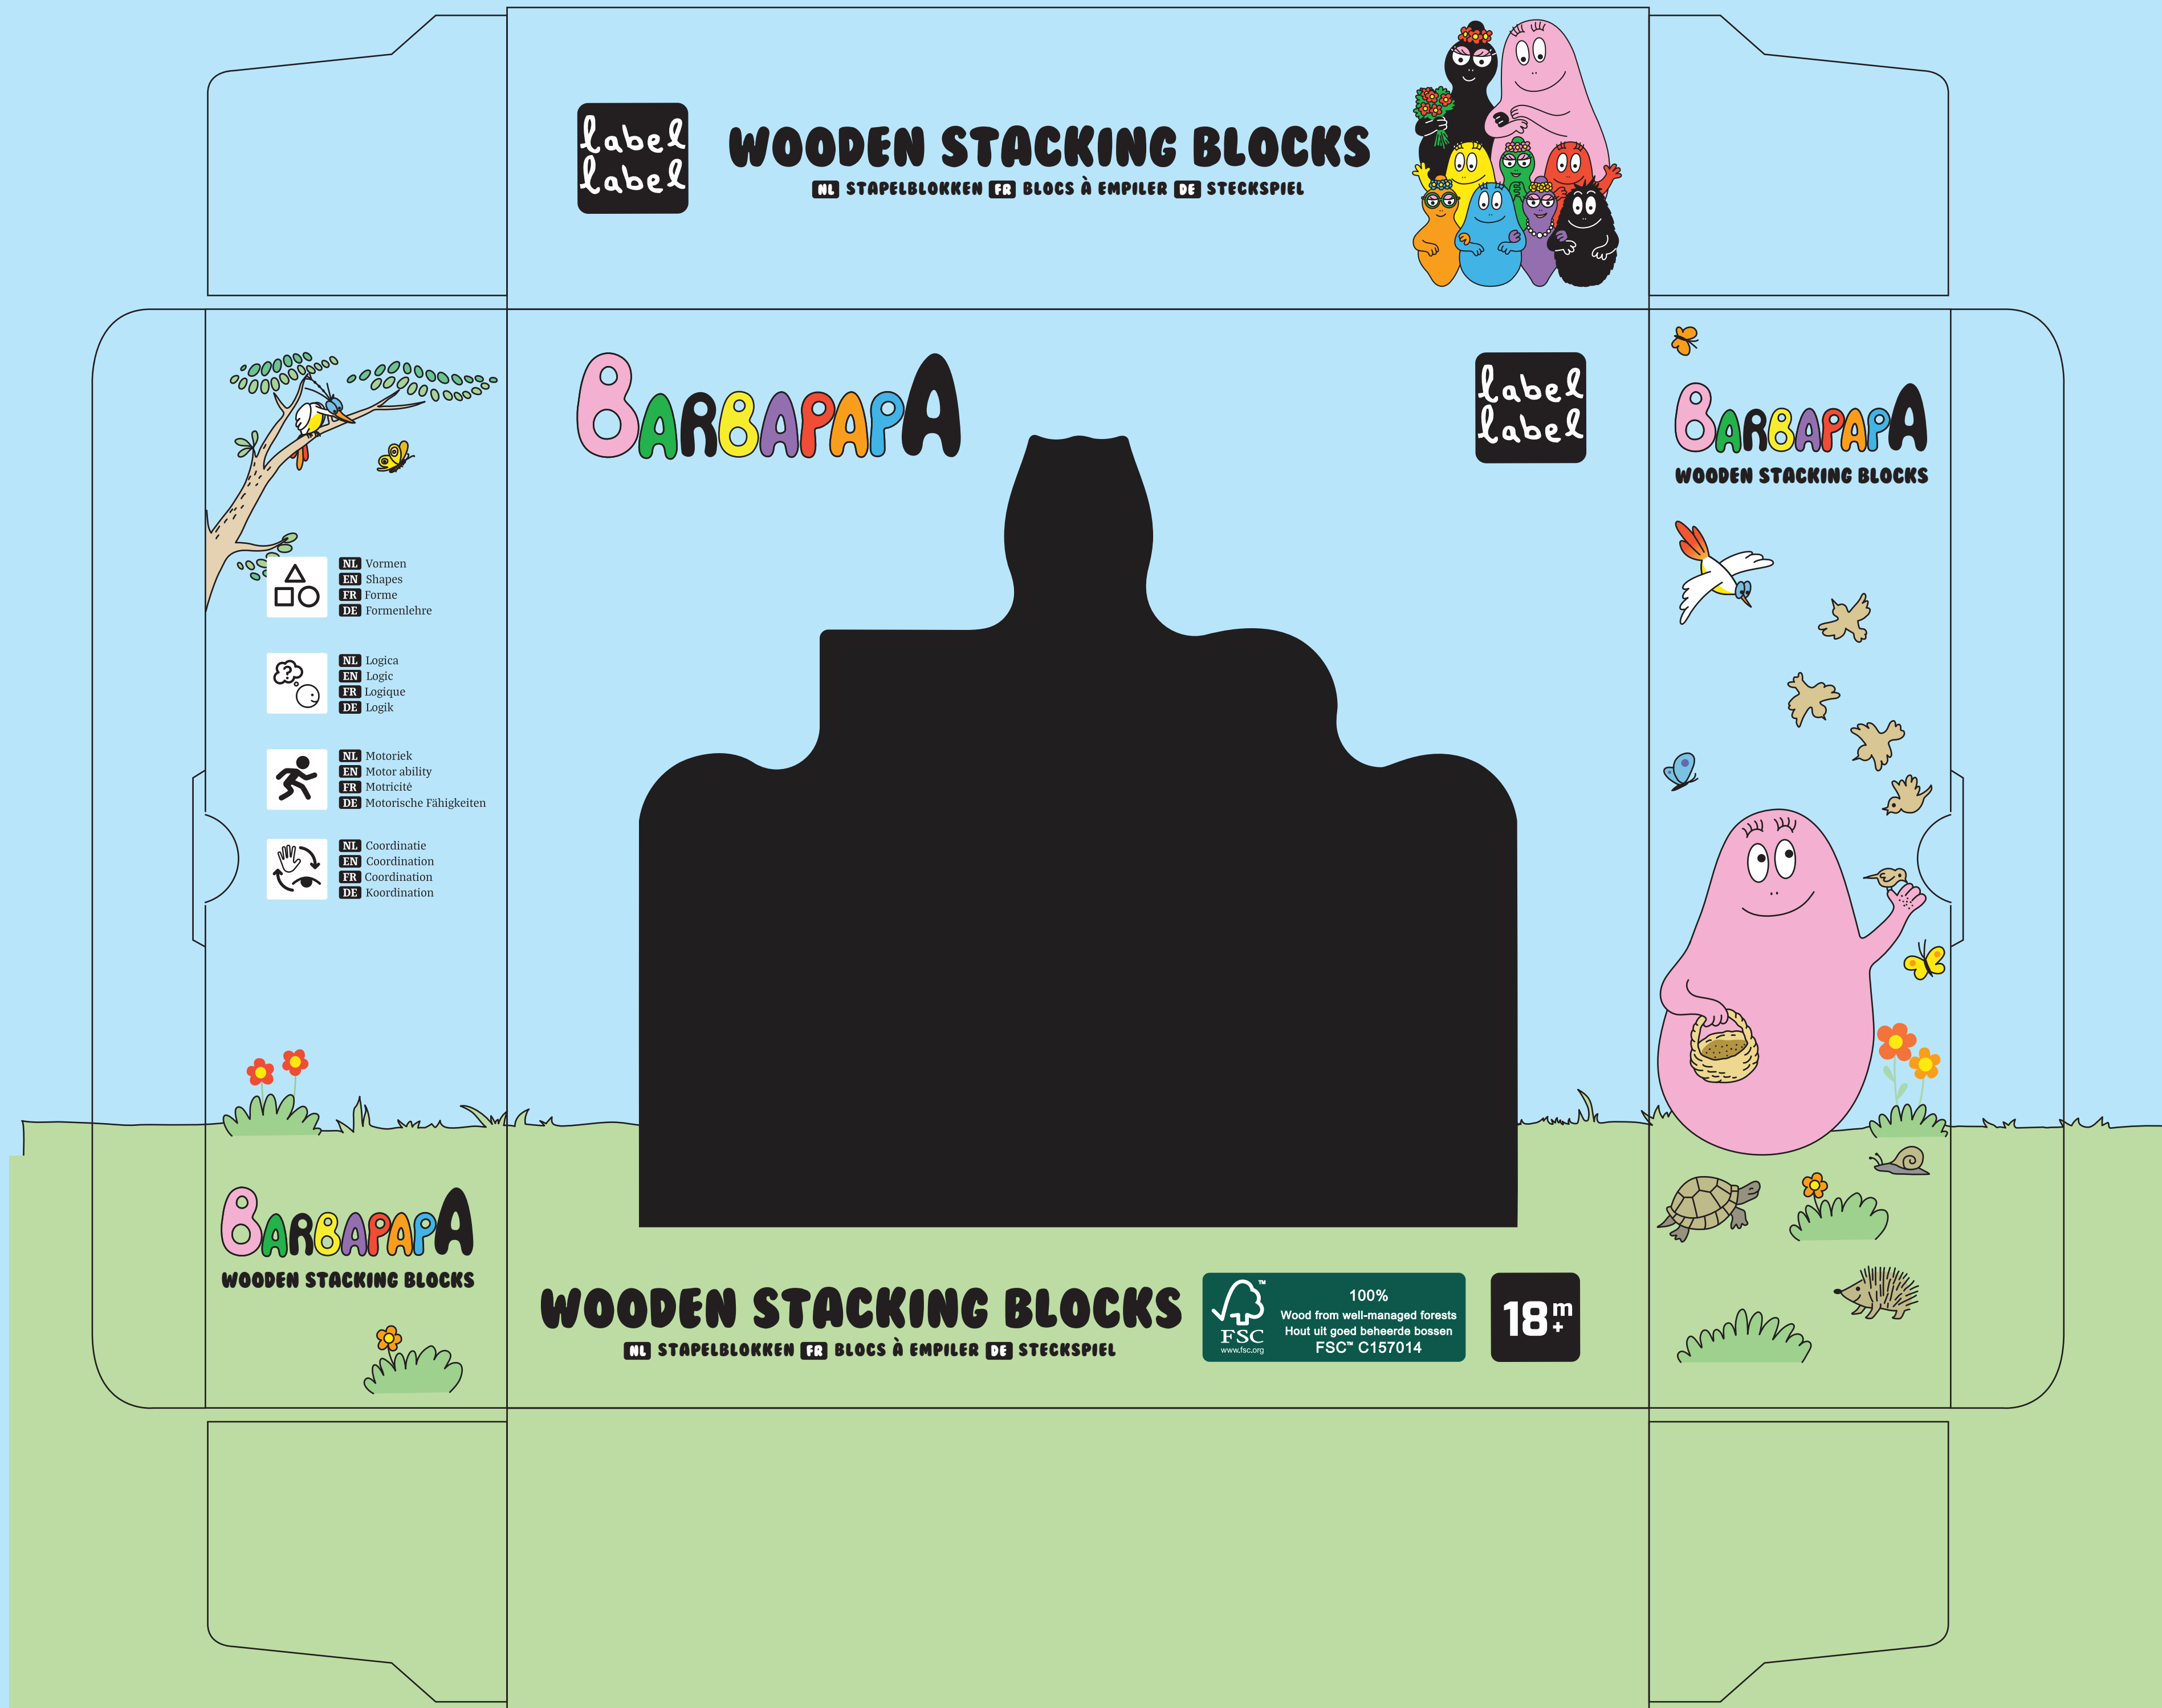 label
label
WOODEN STACKING BLOCKS
NL STAPELBLOKKEN FR BLOCS À EMPILER DE STECKSPIEL
BARBAPAPA
label
label
BARBAPAPA
WOODEN STACKING BLOCKS
NL Vormen
EN Shapes
FR Forme
DE Formenlehre
?
NL Logica
EN Logic
FR Logique
DE Logik
NL Motoriek
EN Motor ability
FR Motricité
DE Motorische Fähigkeiten
NL Coordinatie
EN Coordination
FR Coordination
DE Koordination
BARBAPAPA
WOODEN STACKING BLOCKS
WOODEN STACKING BLOCKS
NL STAPELBLOKKEN FR BLOCS À EMPILER DE STECKSPIEL
™
FSC
www.fsc.org
100%
Wood from well-managed forests
Hout uit goed beheerde bossen
FSC™ C157014
18 m+